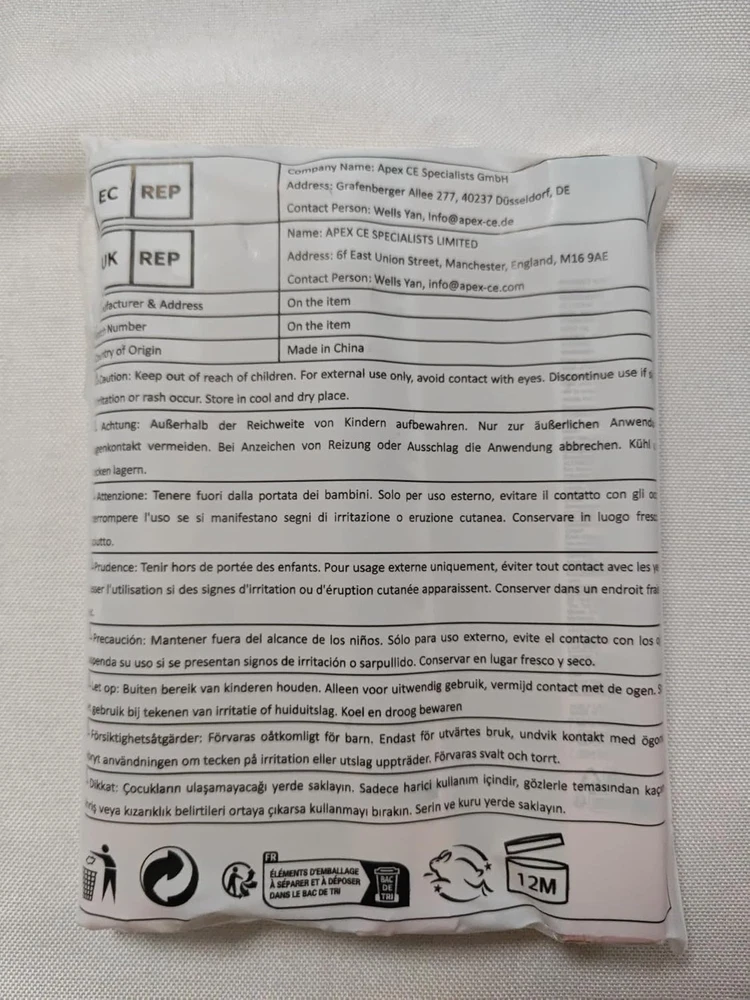 EC REP
Company Name: Apex CE Specialists GmbH
Address: Grafenberger Allee 277, 40237 Düsseldorf, DE
Contact Person: Wells Yan, Info@apex-ce.de
UK REP
Name: APEX CE SPECIALISTS LIMITED
Address: 6f East Union Street, Manchester, England, M16 9AE
Contact Person: Wells Yan, info@apex-ce.com
& Address On the item
Number On the item
of Origin Made in China
Caution: Keep out of reach of children. For external use only, avoid contact with eyes. Discontinue use if
or rash occur. Store in cool and dry place.
Achtung: Außerhalb der Reichweite von Kindern aufbewahren. Nur zur äußerlichen
vermeiden. Bei Anzeichen von Reizung oder Ausschlag die Anwendung abbrechen. Kühl
lagern.
Attenzione: Tenere fuori dalla portata dei bambini. Solo per uso esterno, evitare il contatto con gli
l'uso se si manifestano segni di irritazione o eruzione cutanea. Conservare in luogo
Prudence: Tenir hors de portée des enfants. Pour usage externe uniquement, éviter tout contact avec les
l'utilisation si des signes d'irritation ou d'éruption cutanée apparaissent. Conserver dans un endroit
Precaución: Mantener fuera del alcance de los niños. Sólo para uso externo, evite el contacto con los
su uso si se presentan signos de irritación o sarpullido. Conservar en lugar fresco y seco.
op: Buiten bereik van kinderen houden. Alleen voor uitwendig gebruik, vermijd contact met de ogen.
gebruik bij tekenen van irritatie of huiduitslag. Koel en droog bewaren
Försiktighetsåtgärder: Förvaras oåtkomligt för barn. Endast för utvärtes bruk, undvik kontakt med
användningen om tecken på irritation eller utslag uppträder. Förvaras svalt och torrt.
Dikkat: Çocukların ulaşamayacağı yerde saklayın. Sadece harici kullanım içindir, gözlerle temasından
veya kızarıklık belirtileri ortaya çıkarsa kullanmayı bırakın. Serin ve kuru yerde saklayın.
FR
ÉLÉMENTS D'EMBALLAGE
À SÉPARER ET À DÉPOSER
DANS LE BAC DE TRI
BAC
DE
TRI
12M